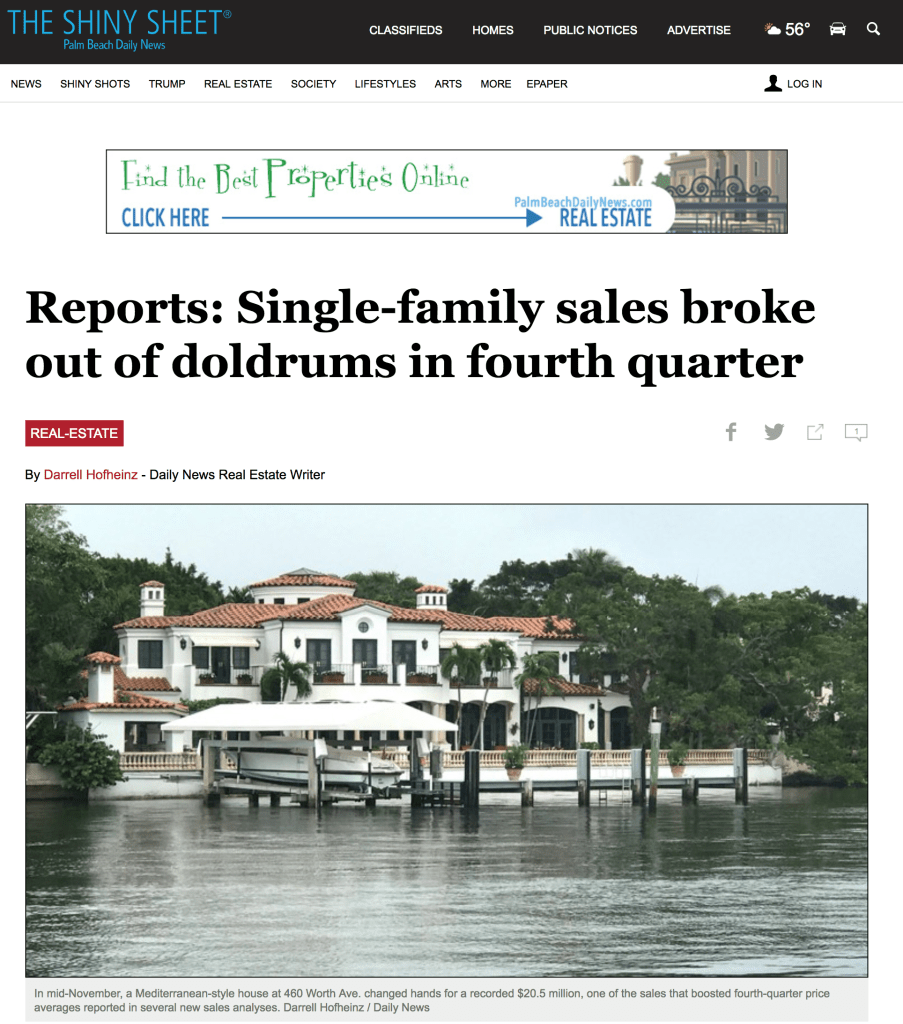 THE SHINY SHEET®
Palm Beach Daily News
CLASSIFIEDS HOMES PUBLIC NOTICES ADVERTISE 56°
NEWS SHINY SHOTS TRUMP REAL ESTATE SOCIETY LIFESTYLES ARTS MORE EPAPER LOG IN
Find the Best Properties Online
PalmBeachDailyNews.com
CLICK HERE REAL ESTATE
Reports: Single-family sales broke
out of doldrums in fourth quarter
REAL-ESTATE
1
By Darrell Hofheinz - Daily News Real Estate Writer
In mid-November, a Mediterranean-style house at 460 Worth Ave. changed hands for a recorded $20.5 million, one of the sales that boosted fourth-quarter price
averages reported in several new sales analyses. Darrell Hofheinz / Daily News